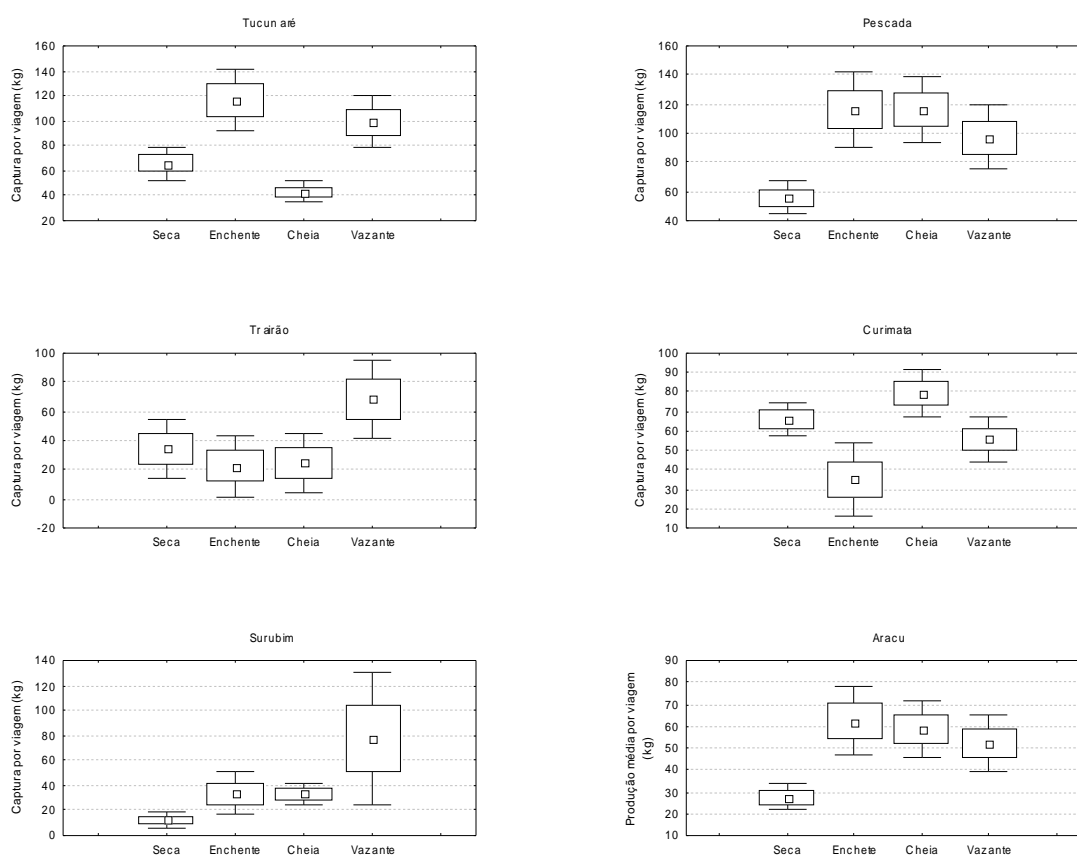 Tucunaré
Captura por viagem (kg)
160
140
120
100
80
60
40
20
Seca Enchente Cheia Vazante
Pescada
Captura por viagem (kg)
160
140
120
100
80
60
40
Seca Enchente Cheia Vazante
Trairão
Captura por viagem (kg)
100
80
60
40
20
0
-20
Seca Enchente Cheia Vazante
Curimata
Captura por viagem (kg)
100
90
80
70
60
50
40
30
20
10
Seca Enchente Cheia Vazante
Surubim
Captura por viagem (kg)
140
120
100
80
60
40
20
0
Seca Enchente Cheia Vazante
Aracu
Produção média por viagem
(kg)
90
80
70
60
50
40
30
20
10
Seca Enchete Cheia Vazante